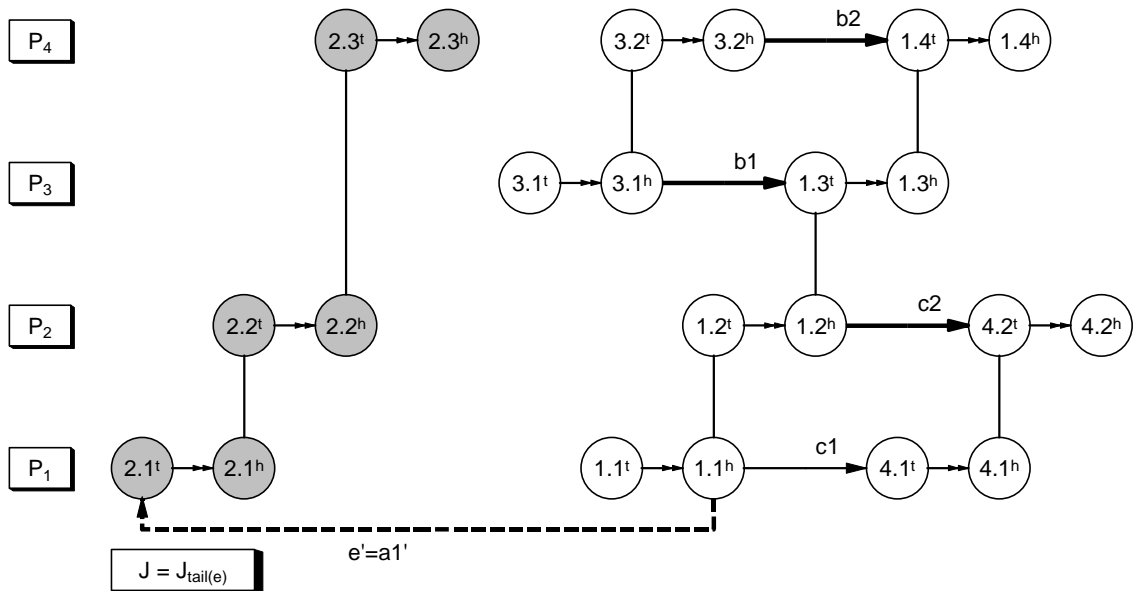 P4 2.3t 2.3h 3.2t 3.2h b2 1.4t 1.4h
P3 3.1t 3.1h b1 1.3t 1.3h
P2 2.2t 2.2h 1.2t 1.2h c2 4.2t 4.2h
P1 2.1t 2.1h 1.1t 1.1h c1 4.1t 4.1h
e'=a1'
J = Jtail(e)